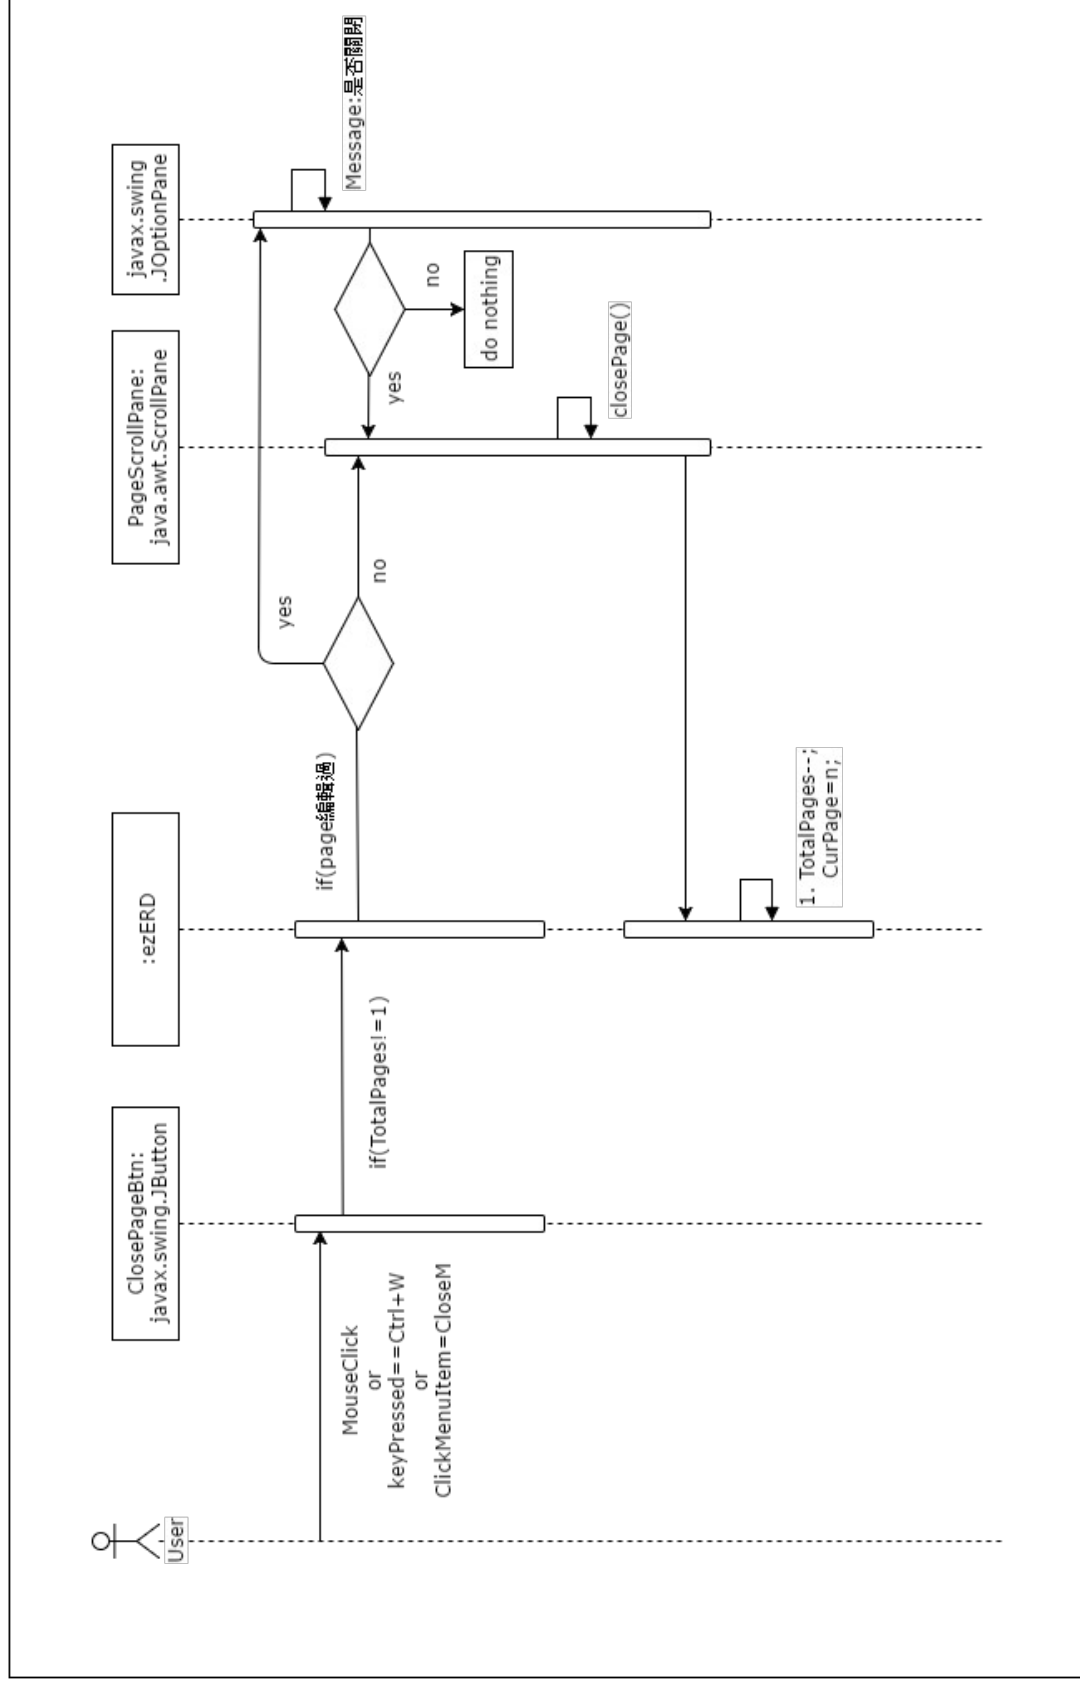 User
ClosePageBtn:
javax.swing.JButton
:ezERD
PageScrollPane:
java.awt.ScrollPane
javax.swing
.JOptionPane
MouseClick
or
keyPressed==Ctrl+W
or
ClickMenuItem=CloseM
if(TotalPages!=1)
if(page編輯過)
yes
no
Message:是否關閉
yes
no
do nothing
closePage()
1. TotalPages--;
CurPage=n;